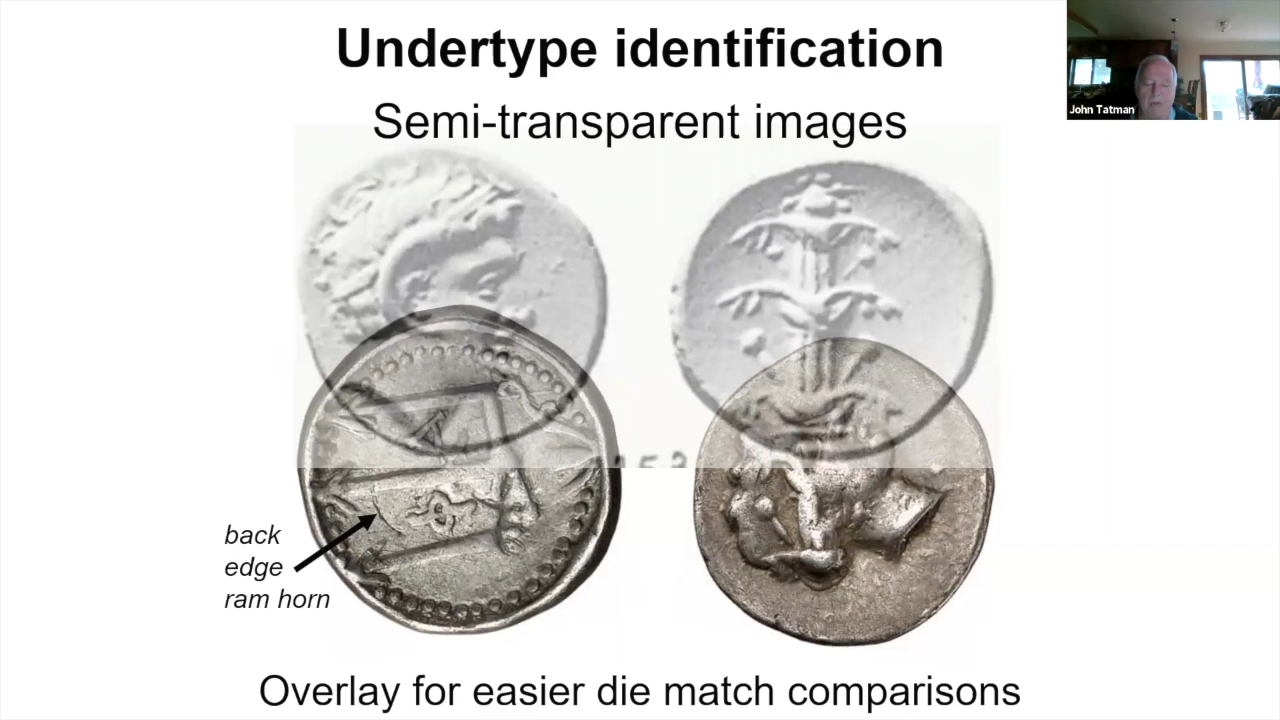 Undertype identification
Semi-transparent images
John Tatman
back
edge
ram horn
Overlay for easier die match comparisons